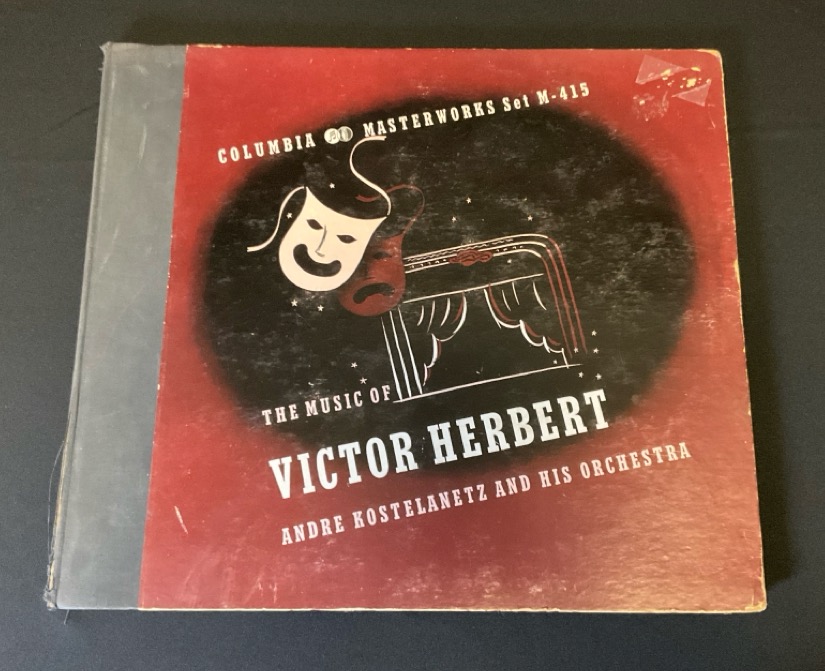 COLUMBIA MASTERWORKS Set M-415
THE MUSIC OF
VICTOR HERBERT
ANDRE KOSTELANETZ AND HIS ORCHESTRA